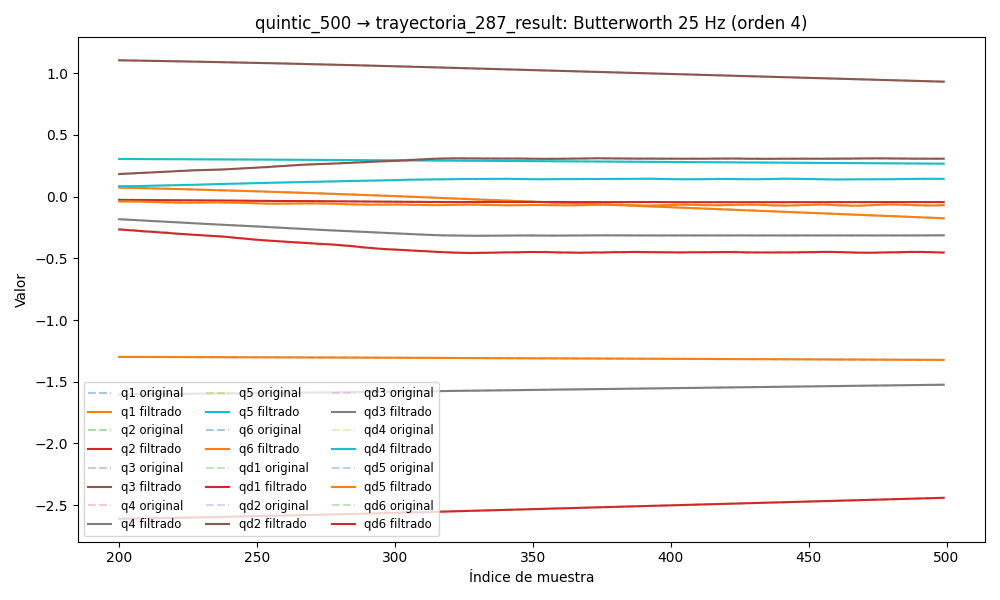 quintic_500 → trayectoria_287_result: Butterworth 25 Hz (orden 4)
Valor
1.0
0.5
0.0
−0.5
−1.0
−1.5
−2.0
−2.5
q1 original
q1 filtrado
q2 original
q2 filtrado
q3 original
q3 filtrado
q4 original
q4 filtrado
q5 original
q5 filtrado
q6 original
q6 filtrado
qd1 original
qd1 filtrado
qd2 original
qd2 filtrado
qd3 original
qd3 filtrado
qd4 original
qd4 filtrado
qd5 original
qd5 filtrado
qd6 original
qd6 filtrado
200 250 300 350 400 450 500
Índice de muestra